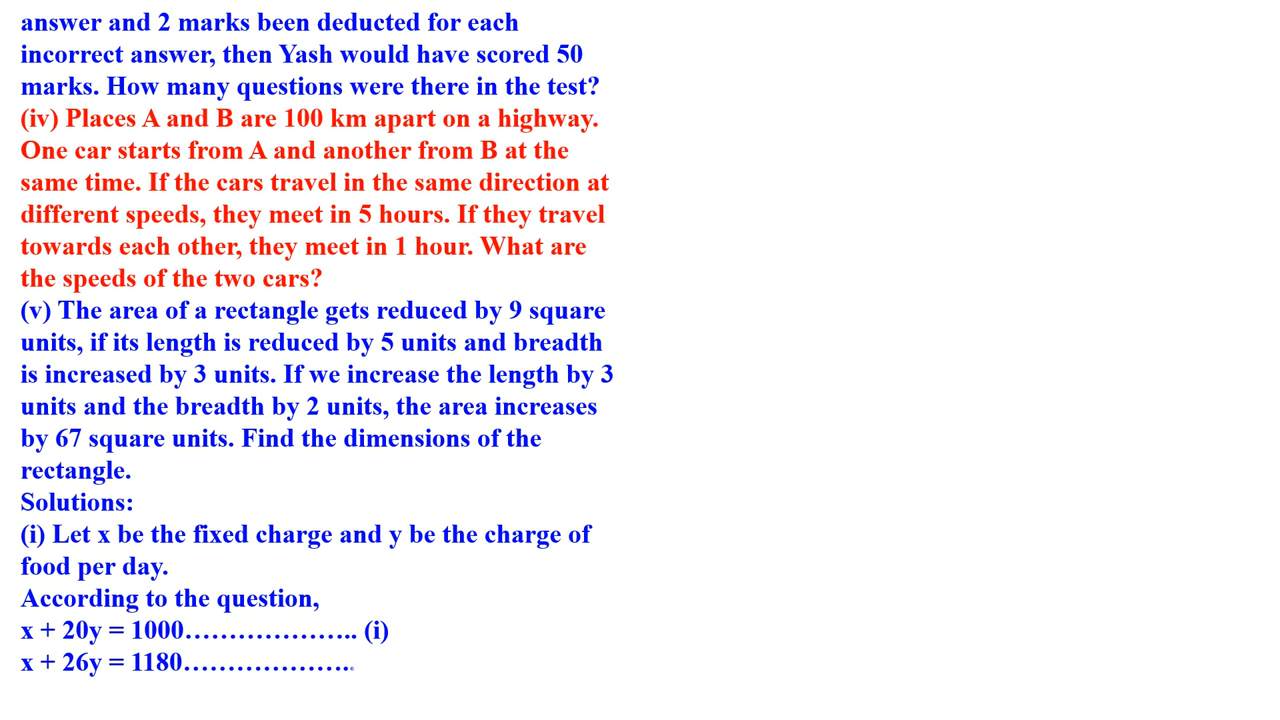 answer and 2 marks been deducted for each
incorrect answer, then Yash would have scored 50
marks. How many questions were there in the test?
(iv) Places A and B are 100 km apart on a highway.
One car starts from A and another from B at the
same time. If the cars travel in the same direction at
different speeds, they meet in 5 hours. If they travel
towards each other, they meet in 1 hour. What are
the speeds of the two cars?
(v) The area of a rectangle gets reduced by 9 square
units, if its length is reduced by 5 units and breadth
is increased by 3 units. If we increase the length by 3
units and the breadth by 2 units, the area increases
by 67 square units. Find the dimensions of the
rectangle.
Solutions:
(i) Let x be the fixed charge and y be the charge of
food per day.
According to the question,
x + 20y = 1000……………….. (i)
x + 26y = 1180………………..